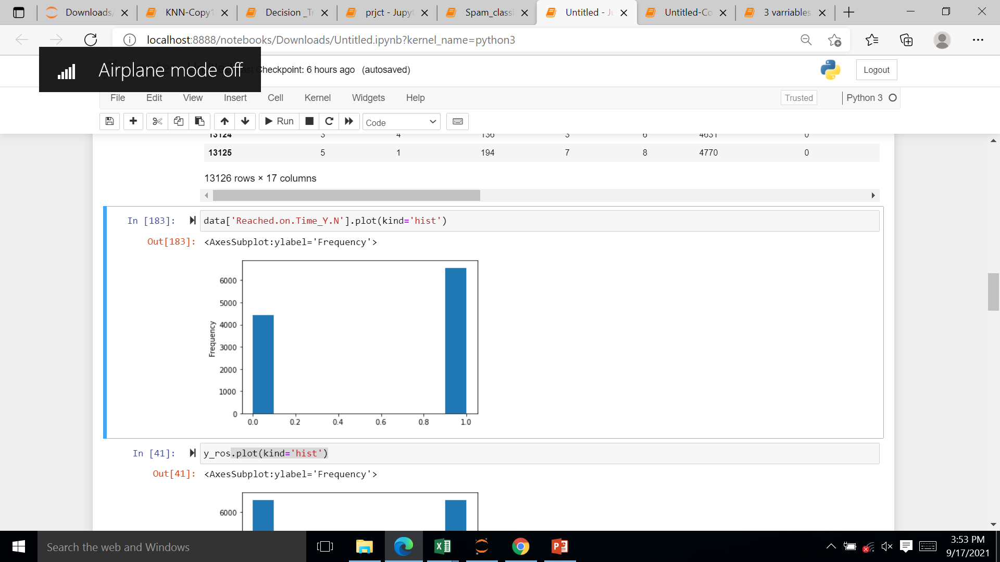 Downloads/
KNN-Copy1
Decision_Tr
prjct - Jupyt
Spam_classi
Untitled - Ju
Untitled-Co
3 varriables
localhost:8888/notebooks/Downloads/Untitled.ipynb?kernel_name=python3
Airplane mode off
Checkpoint: 6 hours ago (autosaved)
Logout
File Edit View Insert Cell Kernel Widgets Help
Trusted
Python 3
Run
Code
13124 3 4 136 3 6 4631 0
13125 5 1 194 7 8 4770 0
13126 rows × 17 columns
In [183]: data['Reached.on.Time_Y.N'].plot(kind='hist')
Out[183]: <AxesSubplot:ylabel='Frequency'>
6000
5000
4000
3000
2000
1000
0
Frequency
0.0 0.2 0.4 0.6 0.8 1.0
In [41]: y_ros.plot(kind='hist')
Out[41]: <AxesSubplot:ylabel='Frequency'>
6000
Search the web and Windows
3:53 PM
9/17/2021